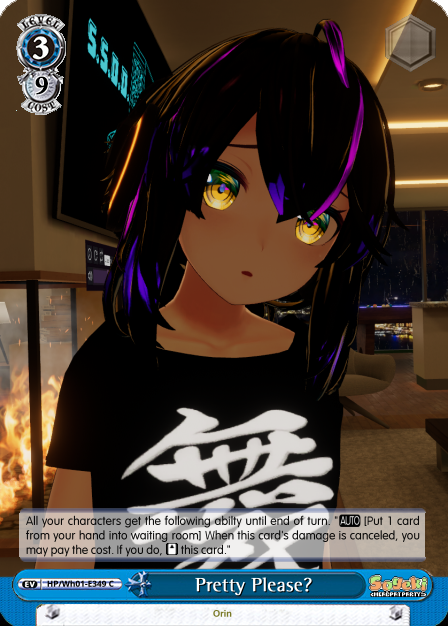 LEVEL
3
9
COST
S.S.O.O.
無
All your characters get the following abilty until end of turn. "AUTO [Put 1 card
from your hand into waiting room] When this card's damage is canceled, you
may pay the cost. If you do, this card."
EV HP/Wh01-E349 C
Pretty Please?
Orin